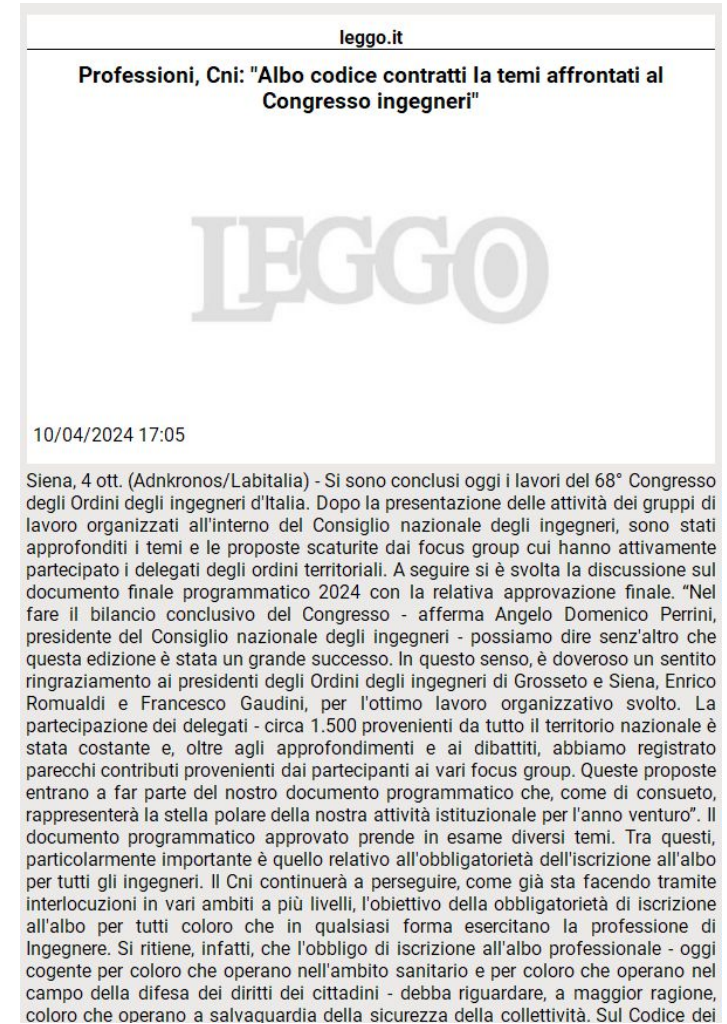 leggo.it
Professioni, Cni: "Albo codice contratti Ia temi affrontati al
Congresso ingegneri"
LEGGO
10/04/2024 17:05
Siena, 4 ott. (Adnkronos/Labitalia) - Si sono conclusi oggi i lavori del 68° Congresso
degli Ordini degli ingegneri d'Italia. Dopo la presentazione delle attività dei gruppi di
lavoro organizzati all'interno del Consiglio nazionale degli ingegneri, sono stati
approfonditi i temi e le proposte scaturite dai focus group cui hanno attivamente
partecipato i delegati degli ordini territoriali. A seguire si è svolta la discussione sul
documento finale programmatico 2024 con la relativa approvazione finale. “Nel
fare il bilancio conclusivo del Congresso - afferma Angelo Domenico Perrini,
presidente del Consiglio nazionale degli ingegneri - possiamo dire senz'altro che
questa edizione è stata un grande successo. In questo senso, è doveroso un sentito
ringraziamento ai presidenti degli Ordini degli ingegneri di Grosseto e Siena, Enrico
Romualdi e Francesco Gaudini, per l'ottimo lavoro organizzativo svolto. La
partecipazione dei delegati - circa 1.500 provenienti da tutto il territorio nazionale è
stata costante e, oltre agli approfondimenti e ai dibattiti, abbiamo registrato
parecchi contributi provenienti dai partecipanti ai vari focus group. Queste proposte
entrano a far parte del nostro documento programmatico che, come di consueto,
rappresenterà la stella polare della nostra attività istituzionale per l'anno venturo”. Il
documento programmatico approvato prende in esame diversi temi. Tra questi,
particolarmente importante è quello relativo all'obbligatorietà dell'iscrizione all'albo
per tutti gli ingegneri. Il Cni continuerà a perseguire, come già sta facendo tramite
interlocuzioni in vari ambiti a più livelli, l'obiettivo della obbligatorietà di iscrizione
all'albo per tutti coloro che in qualsiasi forma esercitano la professione di
Ingegnere. Si ritiene, infatti, che l'obbligo di iscrizione all'albo professionale - oggi
cogente per coloro che operano nell'ambito sanitario e per coloro che operano nel
campo della difesa dei diritti dei cittadini - debba riguardare, a maggior ragione,
coloro che operano a salvaguardia della sicurezza della collettività. Sul Codice dei